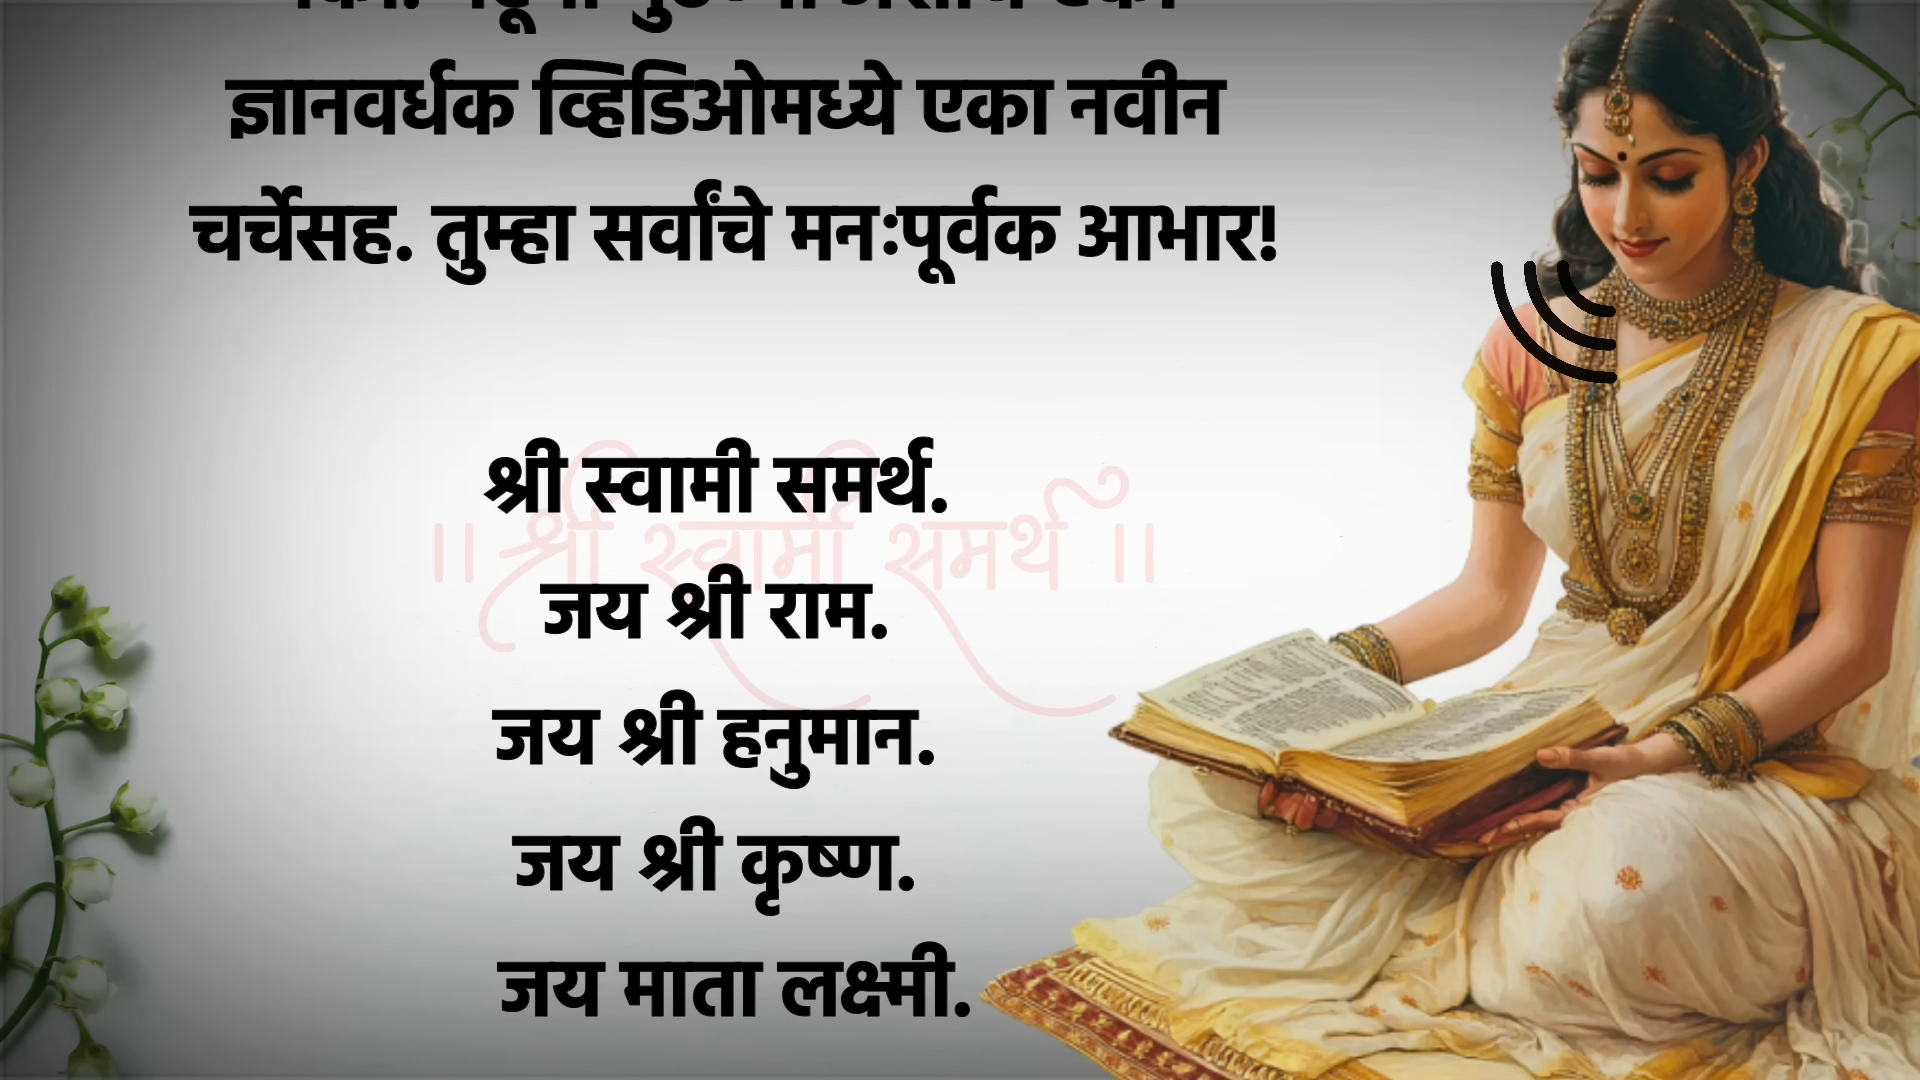 ज्ञानवर्धक व्हिडिओमध्ये एका नवीन
चर्चेसह. तुम्हा सर्वांचे मनःपूर्वक आभार!
श्री स्वामी समर्थ.
॥ श्री स्वामी समर्थ ॥
जय श्री राम.
जय श्री हनुमान.
जय श्री कृष्ण.
जय माता लक्ष्मी.